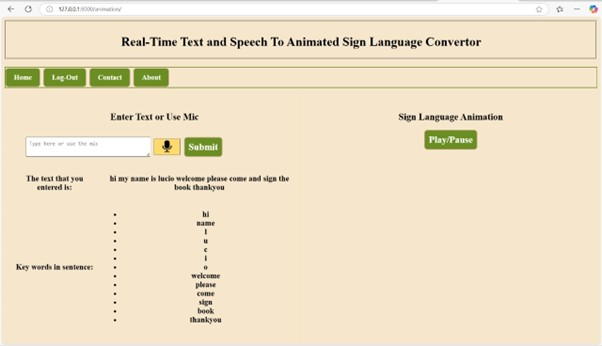 127.0.0.1:8000/animation/
Real-Time Text and Speech To Animated Sign Language Convertor
Home Log-Out Contact About
Enter Text or Use Mic
Type here or use the mic
Submit
The text that you
entered is:
hi my name is lucio welcome please come and sign the
book thankyou
Key words in sentence:
hi
name
l
u
c
i
o
welcome
please
come
sign
book
thankyou
Sign Language Animation
Play/Pause